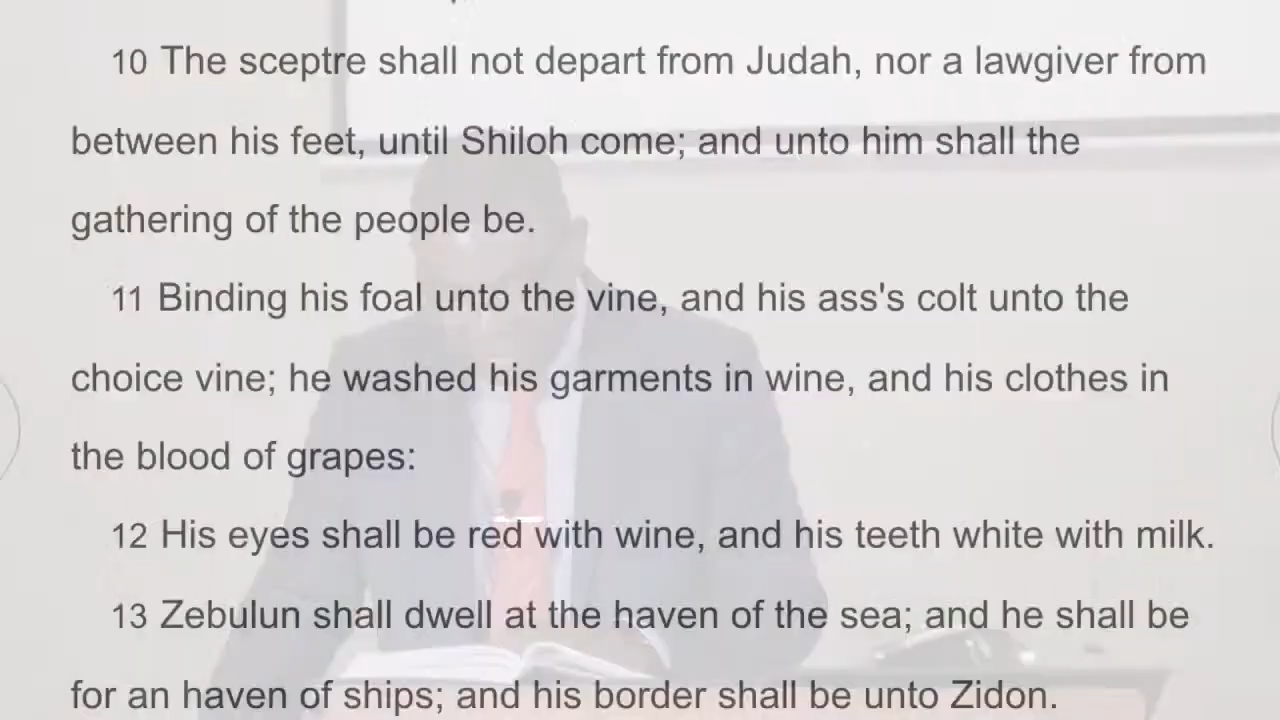 10 The sceptre shall not depart from Judah, nor a lawgiver from
between his feet, until Shiloh come; and unto him shall the
gathering of the people be.
11 Binding his foal unto the vine, and his ass's colt unto the
choice vine; he washed his garments in wine, and his clothes in
the blood of grapes:
12 His eyes shall be red with wine, and his teeth white with milk.
13 Zebulun shall dwell at the haven of the sea; and he shall be
for an haven of ships; and his border shall be unto Zidon.